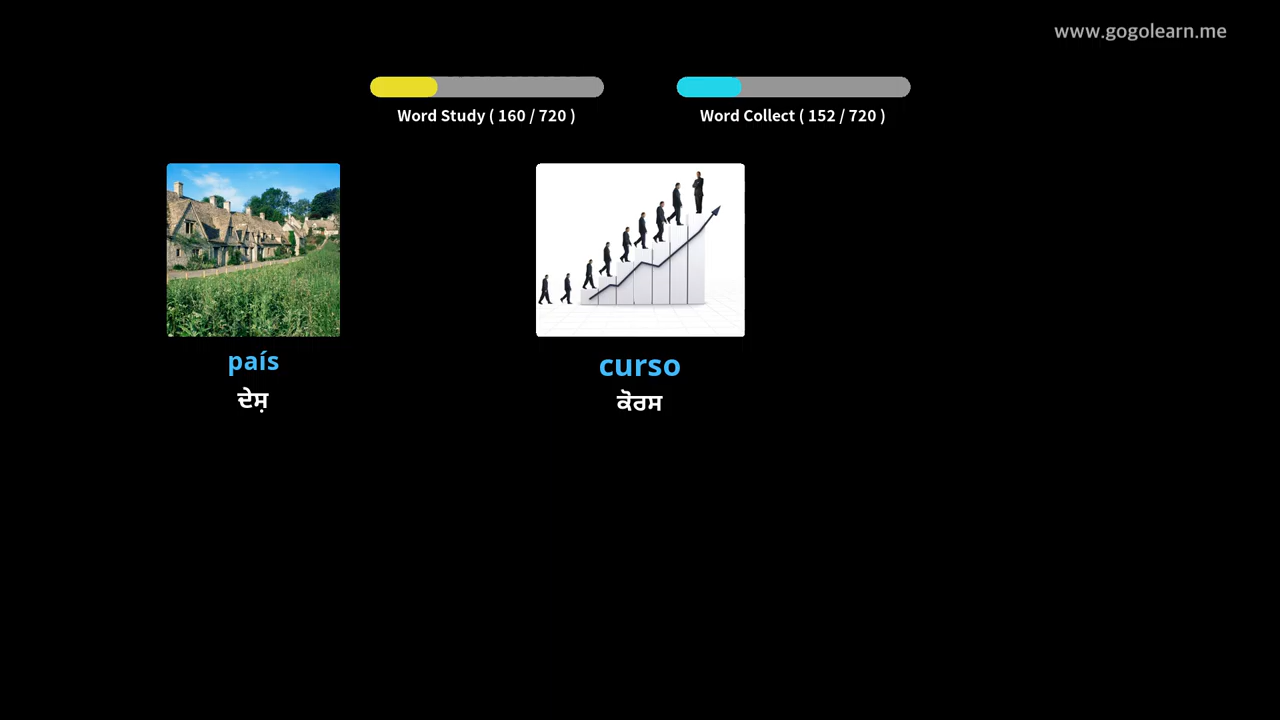 www.gogolearn.me
Word Study ( 160 / 720 )
Word Collect ( 152 / 720 )
país
ਦੇਸ਼
curso
ਕੋਰਸ